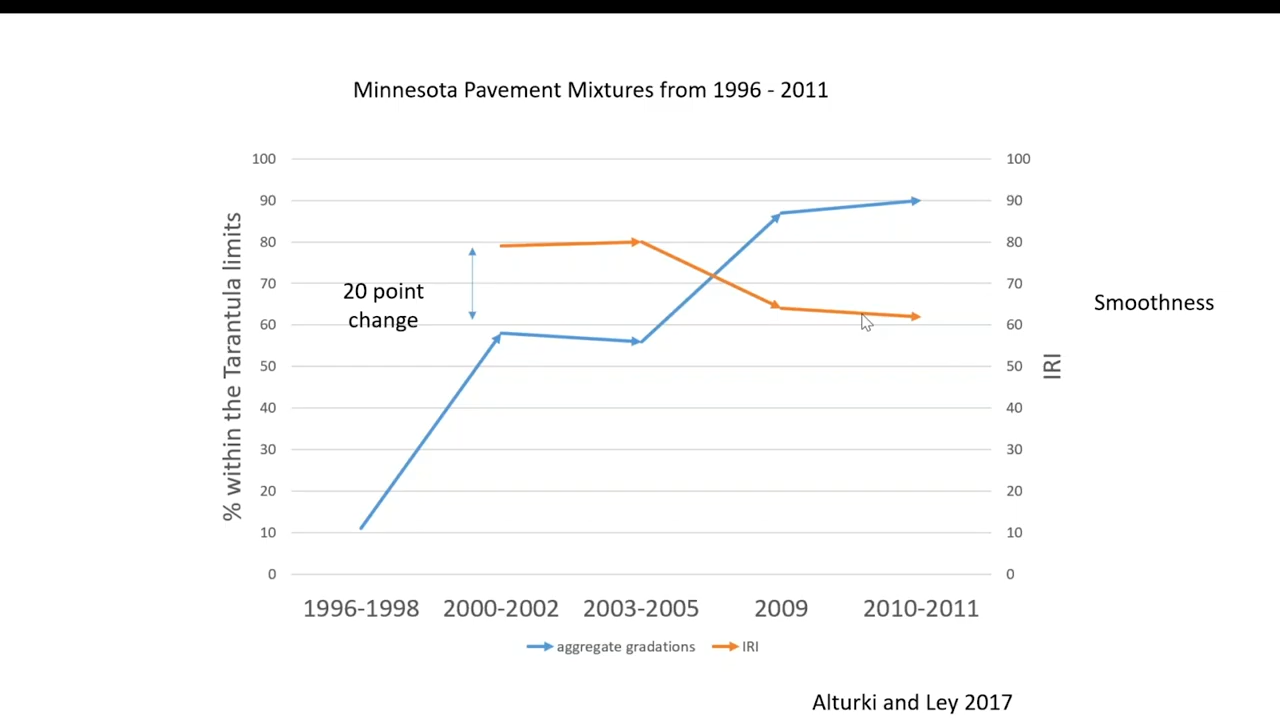 Minnesota Pavement Mixtures from 1996 - 2011
100
90
80
70
60
50
40
30
20
10
0
% within the Tarantula limits
20 point
change
100
90
80
70
60
50
40
30
20
10
0
IRI
Smoothness
1996-1998 2000-2002 2003-2005 2009 2010-2011
aggregate gradations IRI
Alturki and Ley 2017